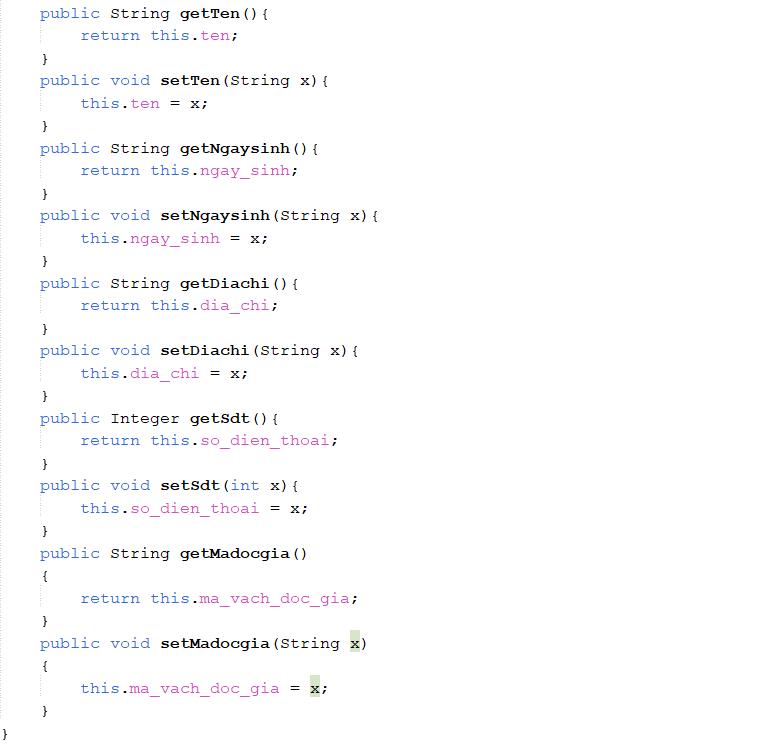 public String getTen(){
return this.ten;
}
public void setTen(String x){
this.ten = x;
}
public String getNgaysinh(){
return this.ngay_sinh;
}
public void setNgaysinh(String x){
this.ngay_sinh = x;
}
public String getDiachi(){
return this.dia_chi;
}
public void setDiachi(String x){
this.dia_chi = x;
}
public Integer getSdt(){
return this.so_dien_thoai;
}
public void setSdt(int x){
this.so_dien_thoai = x;
}
public String getMadocgia()
{
return this.ma_vach_doc_gia;
}
public void setMadocgia(String x)
{
this.ma_vach_doc_gia = x;
}
}